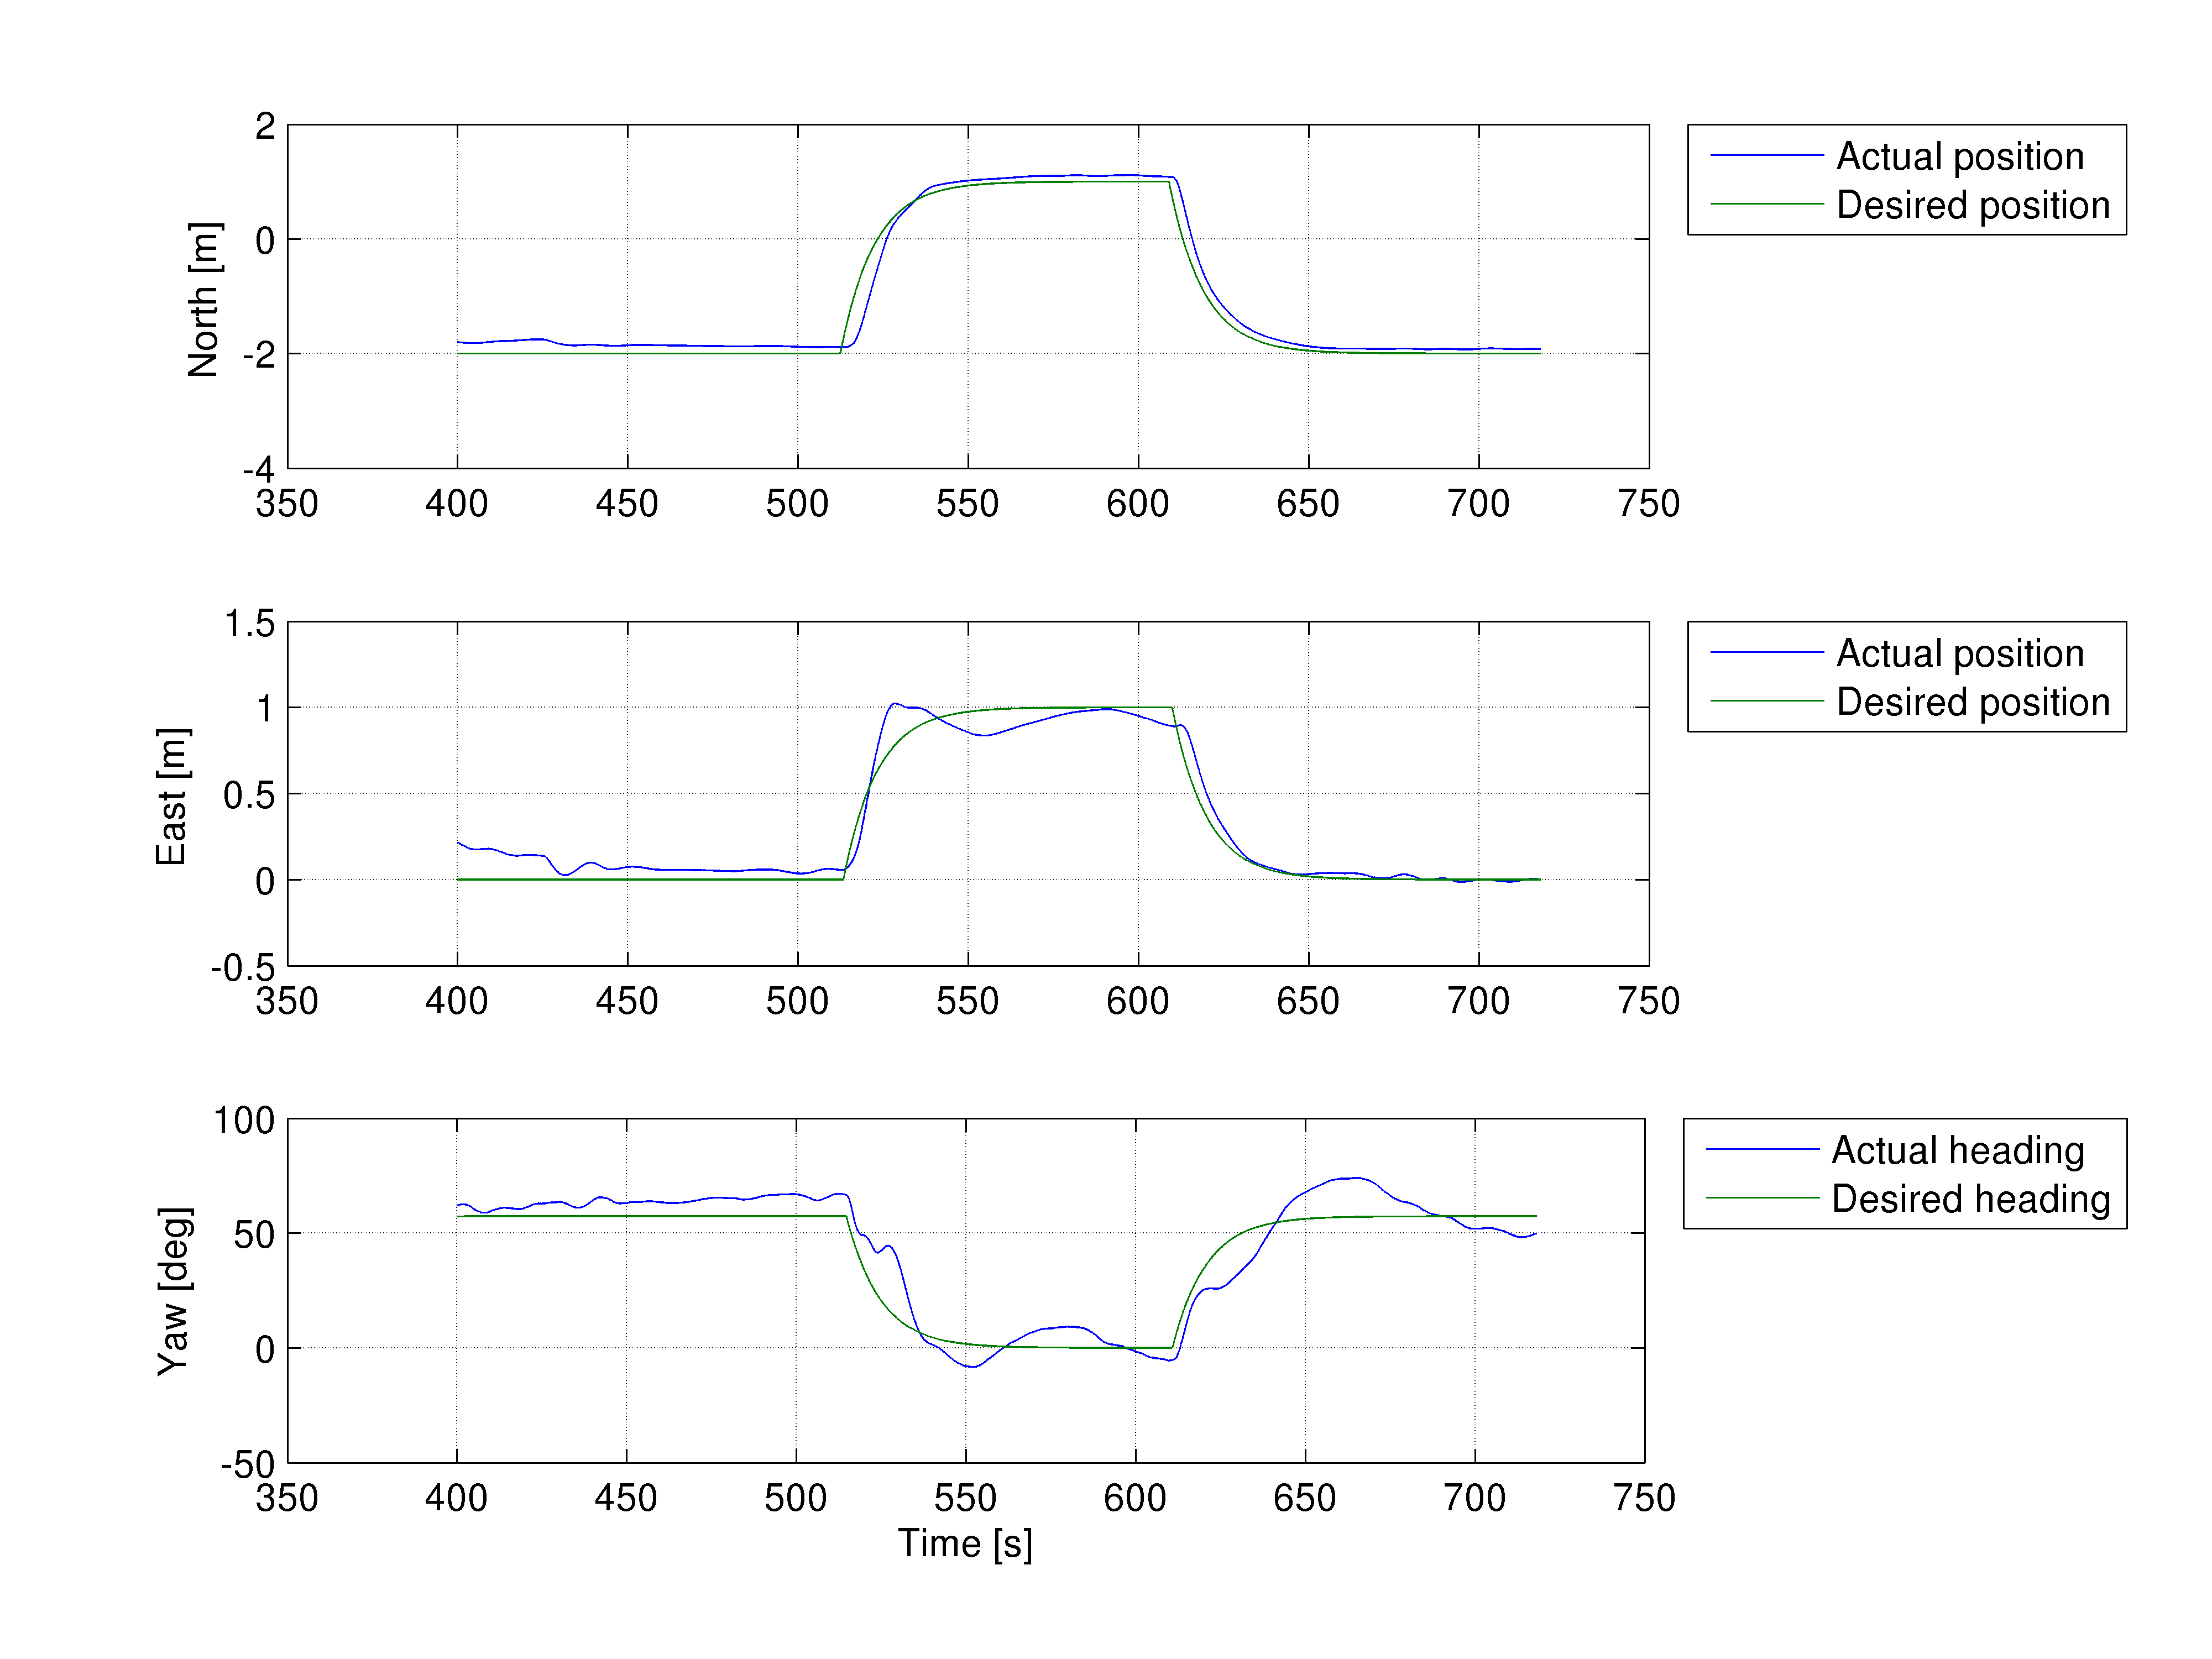 2
0
-2
-4
North [m]
350 400 450 500 550 600 650 700 750
Actual position
Desired position
1.5
1
0.5
0
-0.5
East [m]
350 400 450 500 550 600 650 700 750
Actual position
Desired position
100
50
0
-50
Yaw [deg]
350 400 450 500 550 600 650 700 750
Time [s]
Actual heading
Desired heading